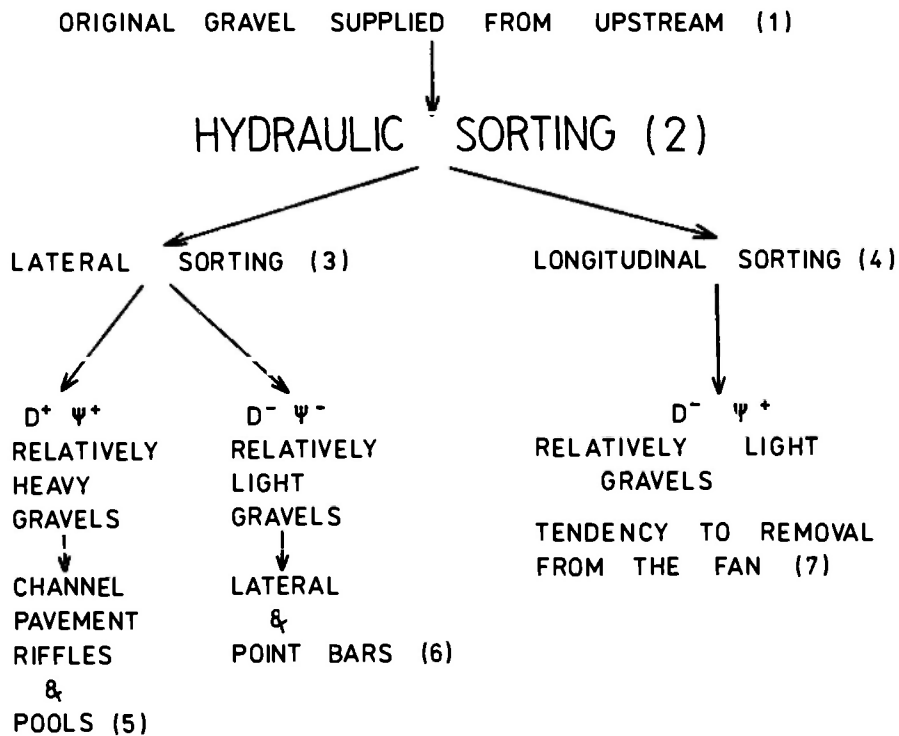 ORIGINAL GRAVEL SUPPLIED FROM UPSTREAM (1)
HYDRAULIC SORTING (2)
LATERAL SORTING (3)
LONGITUDINAL SORTING (4)
D⁺ Ψ⁺
RELATIVELY
HEAVY
GRAVELS
CHANNEL
PAVEMENT
RIFFLES
&
POOLS (5)
D⁻ Ψ⁻
RELATIVELY
LIGHT
GRAVELS
LATERAL
&
POINT BARS (6)
D⁻ Ψ⁺
RELATIVELY LIGHT
GRAVELS
TENDENCY TO REMOVAL
FROM THE FAN (7)